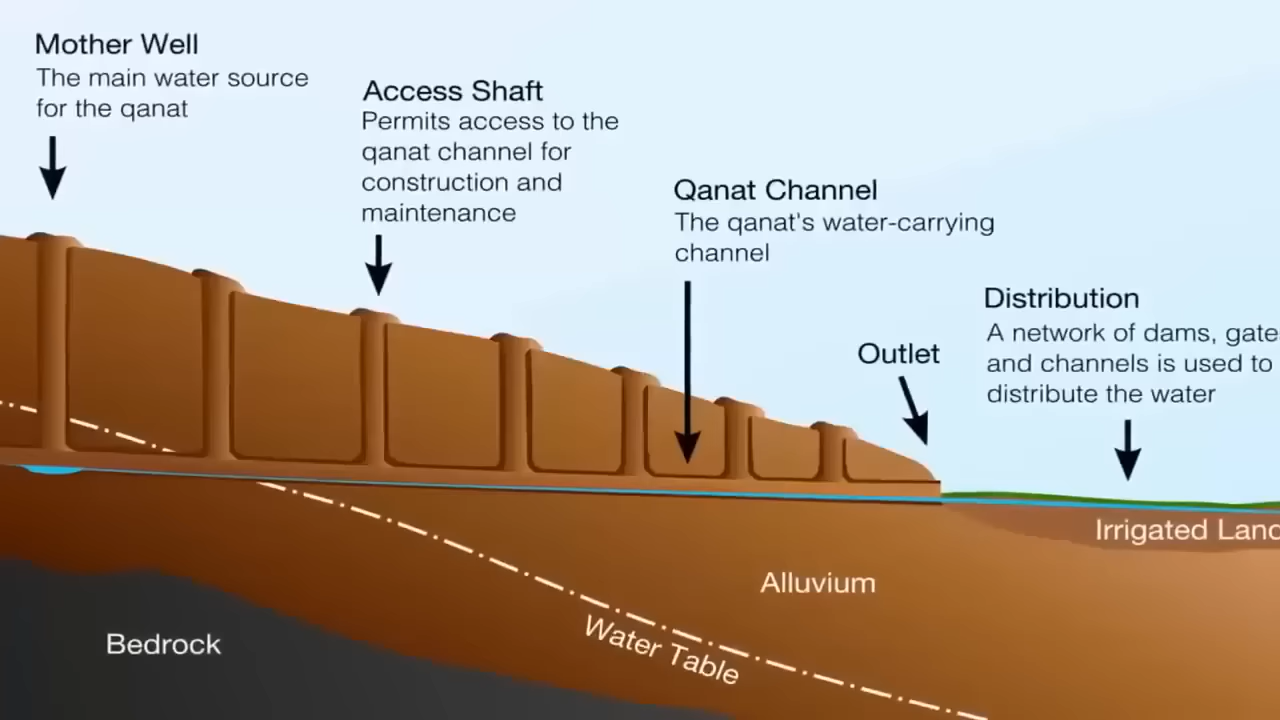 Mother Well
The main water source
for the qanat
Access Shaft
Permits access to the
qanat channel for
construction and
maintenance
Qanat Channel
The qanat's water-carrying
channel
Outlet
Distribution
A network of dams, gate
and channels is used to
distribute the water
Irrigated Land
Alluvium
Water Table
Bedrock